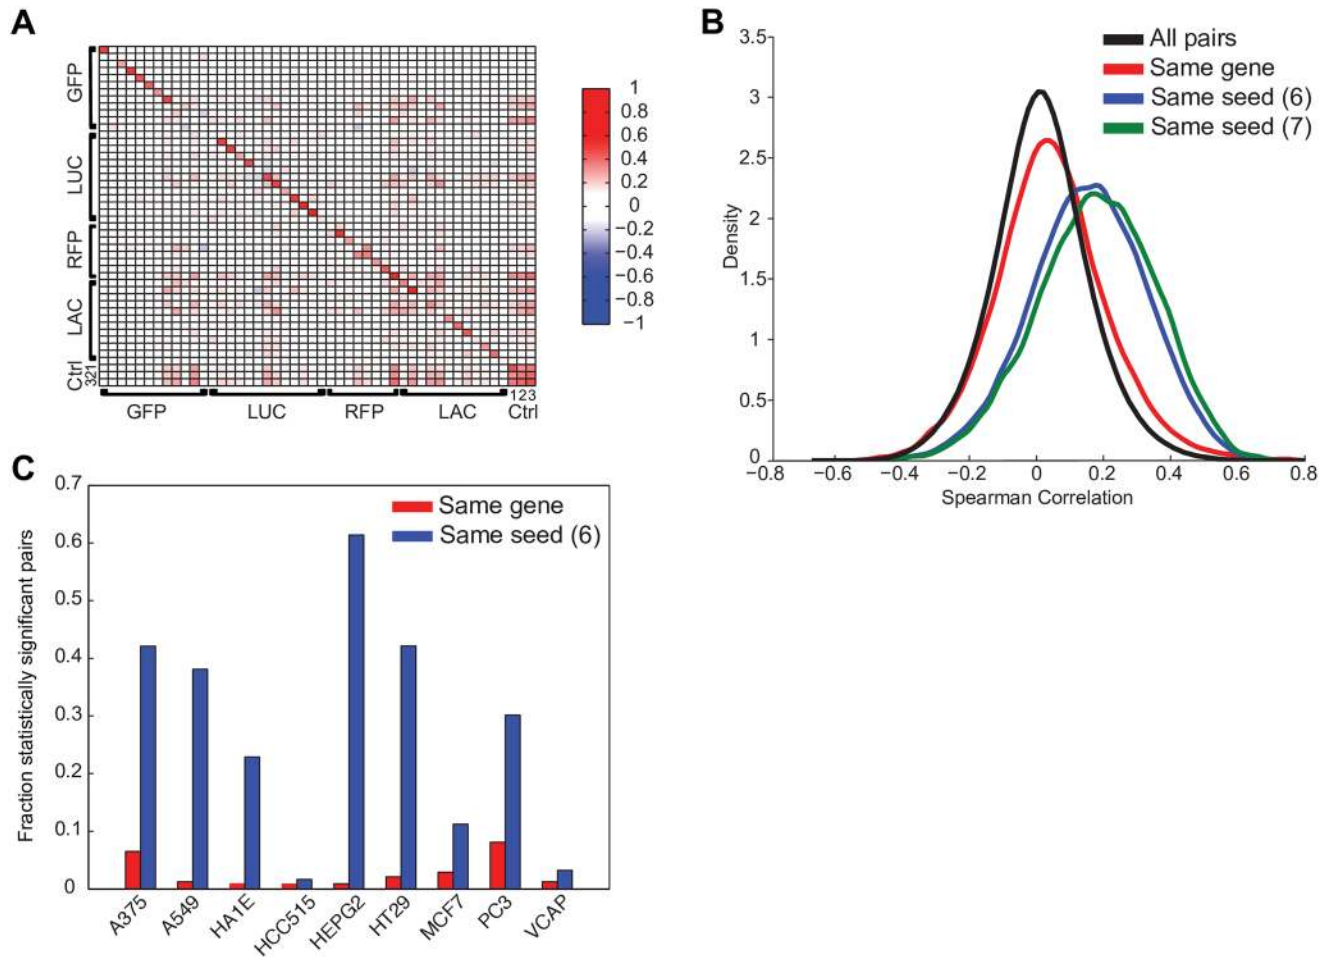 A
GFP
LUC
RFP
LAC
Ctrl
321
GFP
LUC
RFP
LAC
123
Ctrl
1
0.8
0.6
0.4
0.2
0
−0.2
−0.4
−0.6
−0.8
−1
B
All pairs
Same gene
Same seed (6)
Same seed (7)
3.5
3
2.5
2
1.5
1
0.5
0
Density
−0.8
−0.6
−0.4
−0.2
0
0.2
0.4
0.6
0.8
Spearman Correlation
C
Same gene
Same seed (6)
0.7
0.6
0.5
0.4
0.3
0.2
0.1
0
Fraction statistically significant pairs
A375
A549
HA1E
HCC515
HEPG2
HT29
MCF7
PC3
VCAP